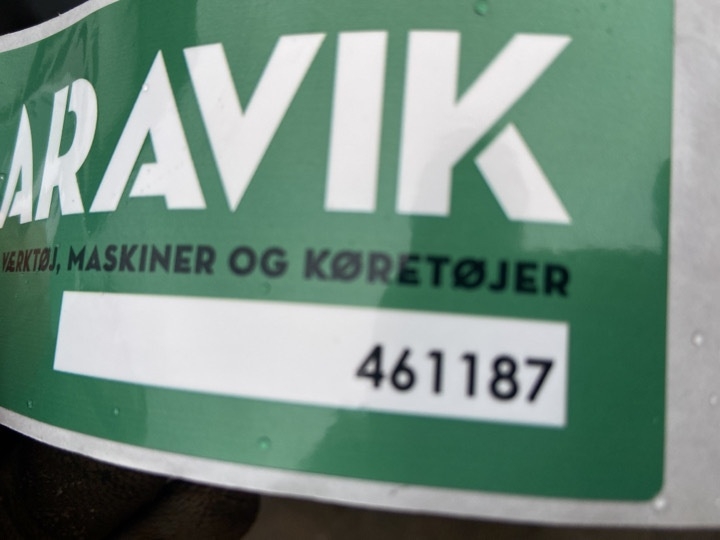 ARAVIK
VÆRKTØJ, MASKINER OG KØRETØJER
461187